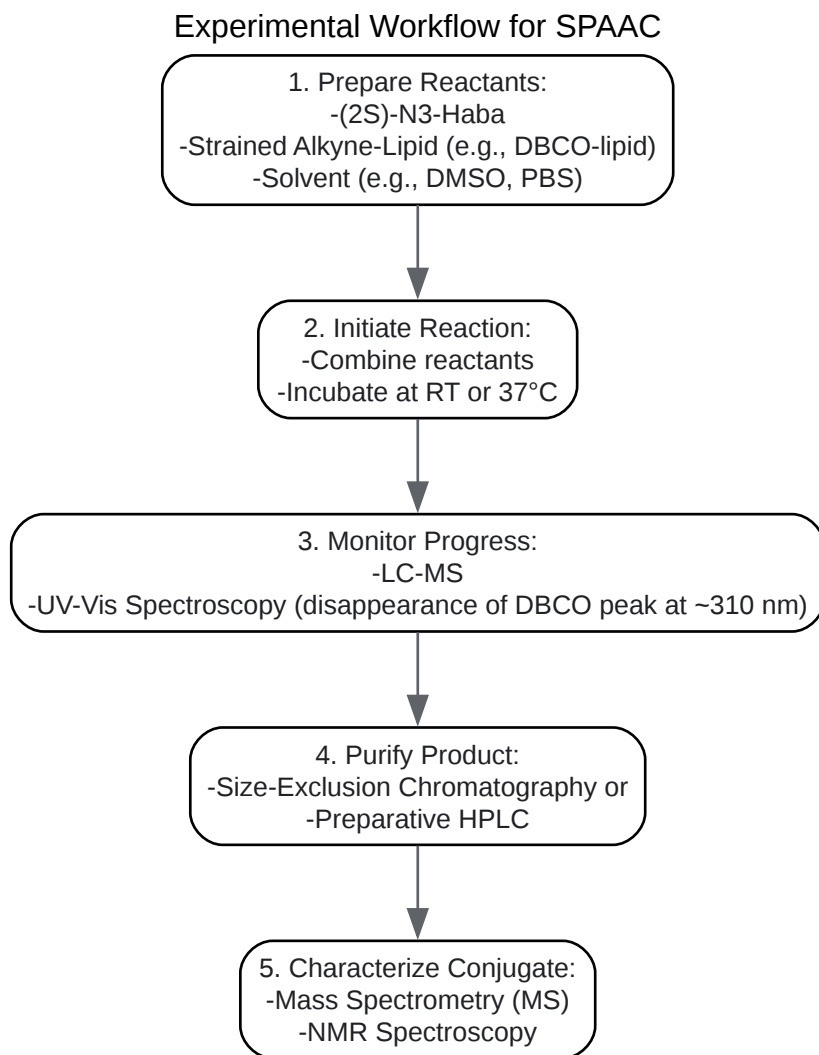 Experimental Workflow for SPAAC
1. Prepare Reactants:
-(2S)-N3-Haba
-Strained Alkyne-Lipid (e.g., DBCO-lipid)
-Solvent (e.g., DMSO, PBS)
2. Initiate Reaction:
-Combine reactants
-Incubate at RT or 37°C
3. Monitor Progress:
-LC-MS
-UV-Vis Spectroscopy (disappearance of DBCO peak at ~310 nm)
4. Purify Product:
-Size-Exclusion Chromatography or
-Preparative HPLC
5. Characterize Conjugate:
-Mass Spectrometry (MS)
-NMR Spectroscopy